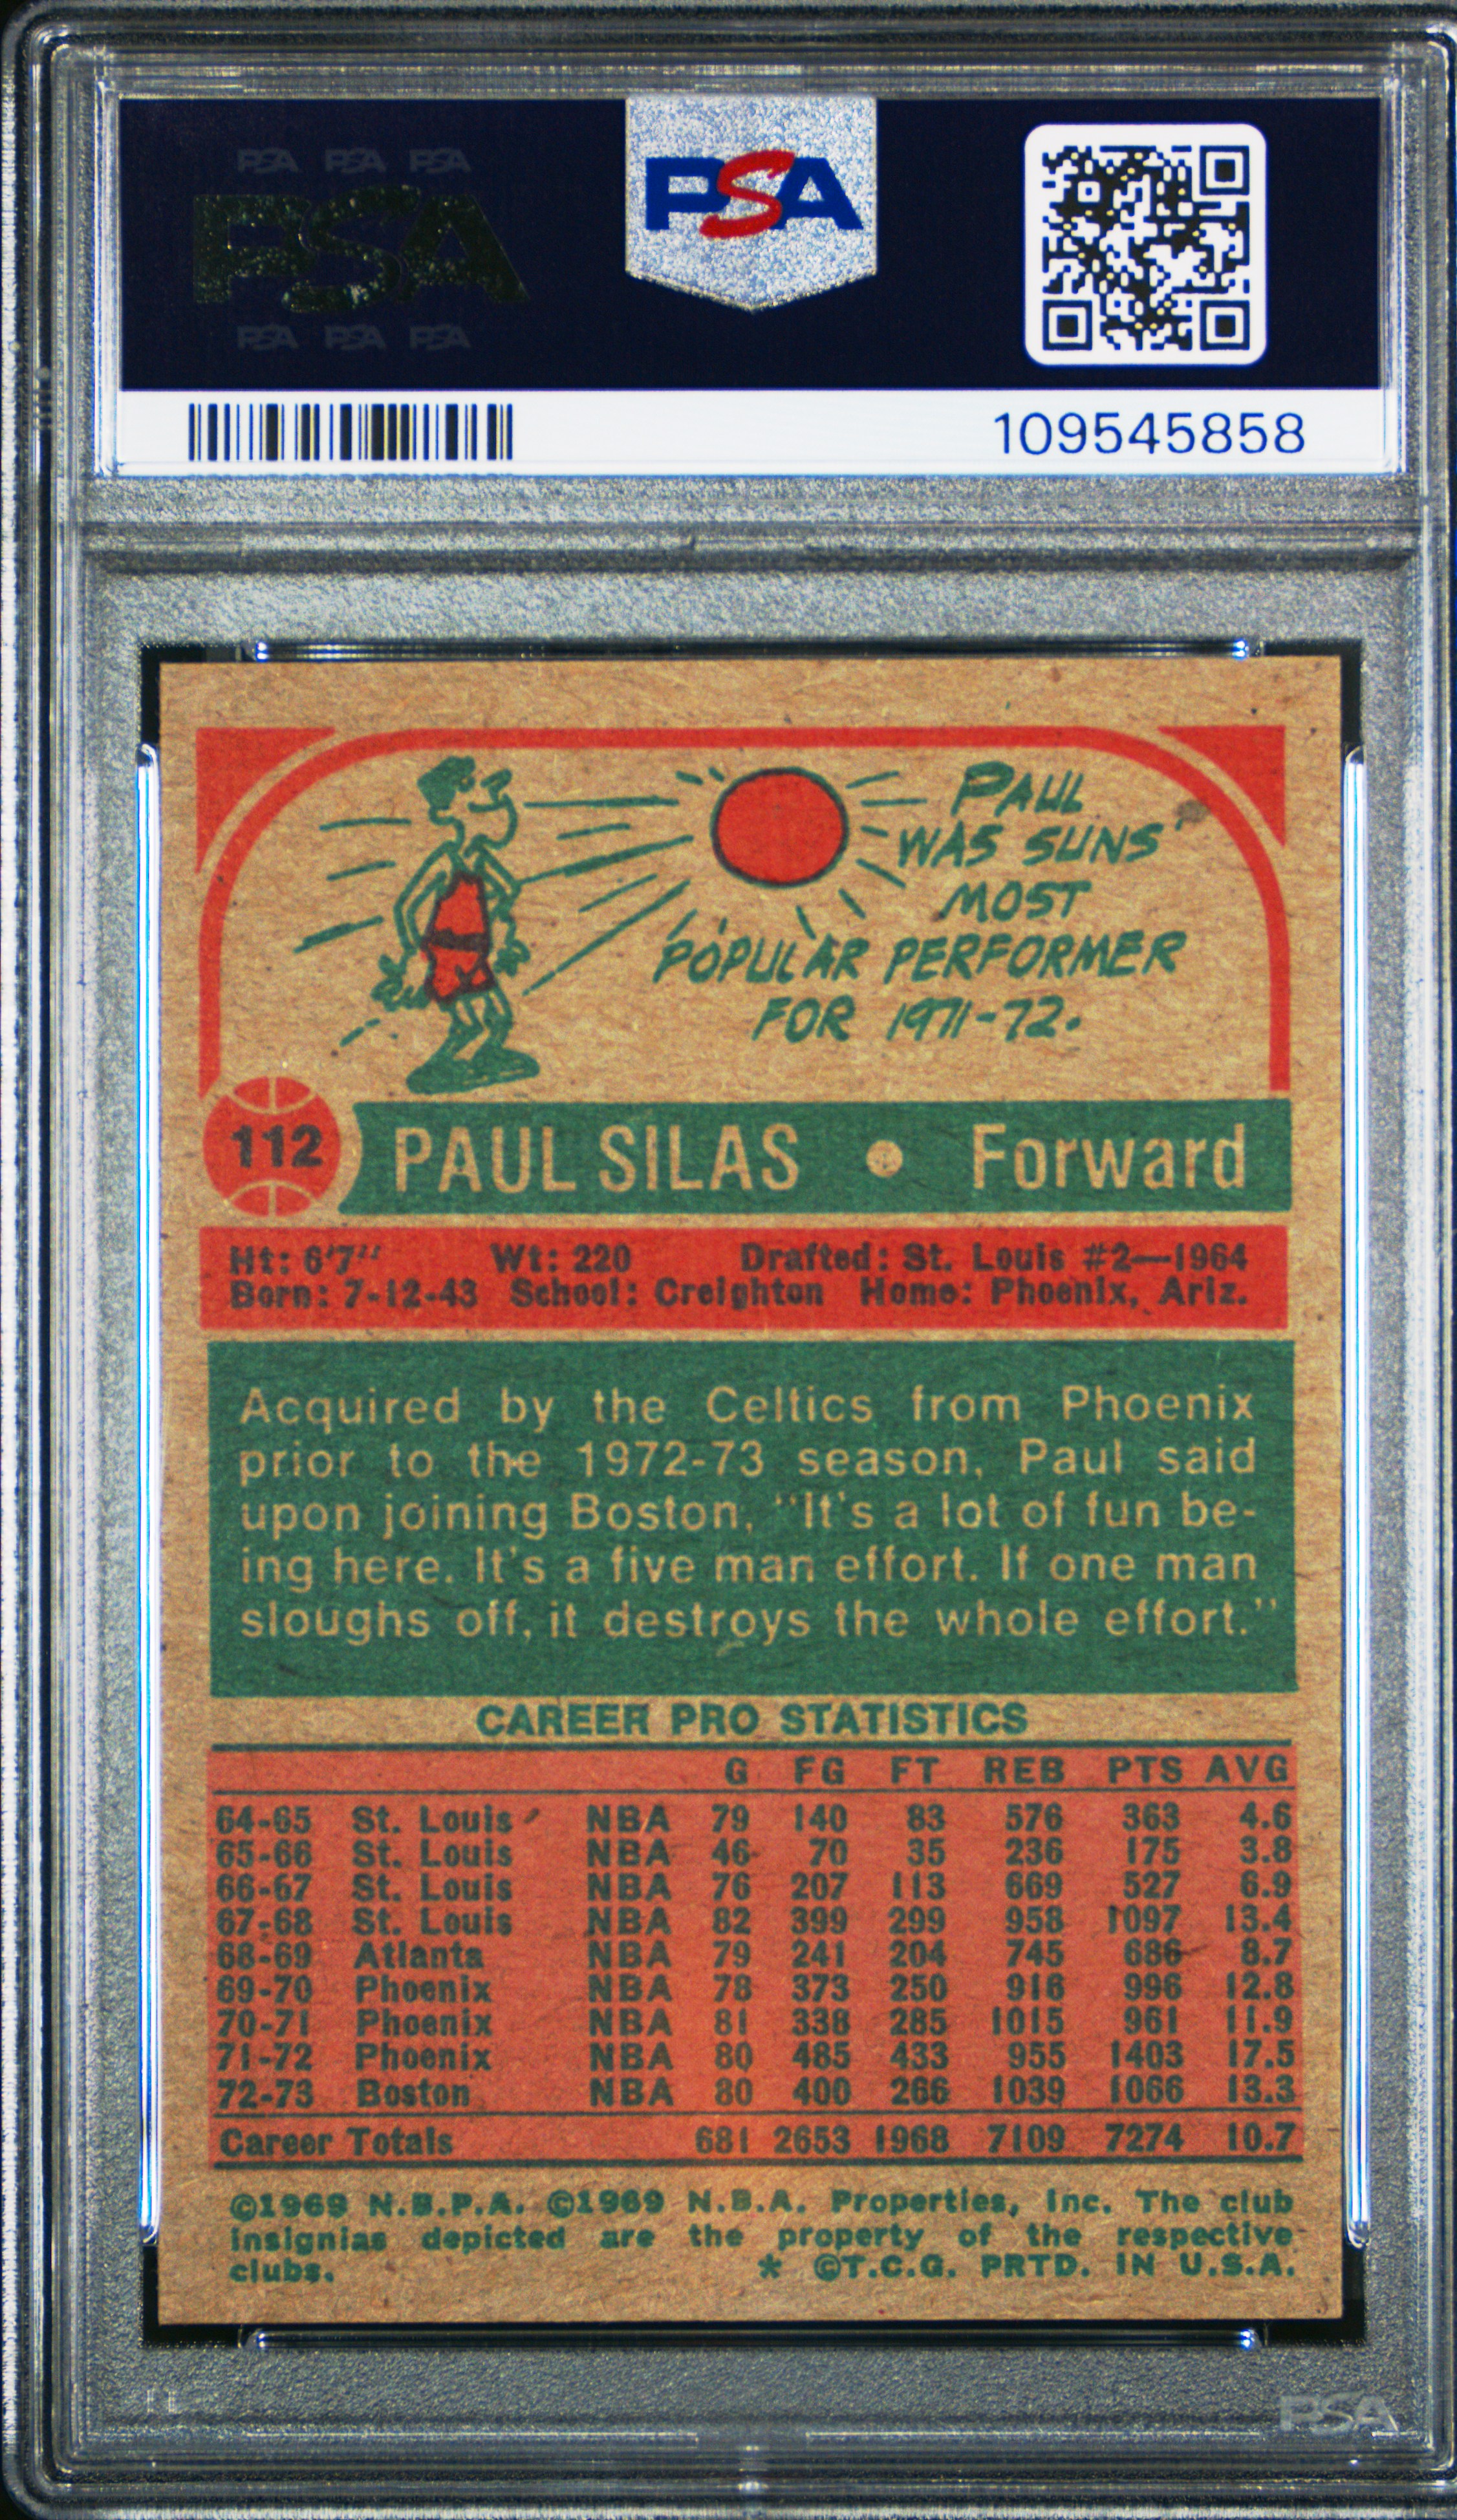 PSA PSA PSA
PSA
PSA PSA PSA
PSA
109545858
PAUL
WAS SUNS'
MOST
POPULAR PERFORMER
FOR 1971-72.
112 PAUL SILAS • Forward
Ht: 6'7" Wt: 220 Drafted: St. Louis #2—1964
Born: 7-12-43 School: Creighton Home: Phoenix, Ariz.
Acquired by the Celtics from Phoenix
prior to the 1972-73 season, Paul said
upon joining Boston, "It's a lot of fun be-
ing here. It's a five man effort. If one man
sloughs off, it destroys the whole effort."
CAREER PRO STATISTICS
G FG FT REB PTS AVG
64-65 St. Louis NBA 79 140 83 576 363 4.6
65-66 St. Louis NBA 46 70 35 236 175 3.8
66-67 St. Louis NBA 76 207 113 669 527 6.9
67-68 St. Louis NBA 82 399 299 958 1097 13.4
68-69 Atlanta NBA 79 241 204 745 686 8.7
69-70 Phoenix NBA 78 373 250 916 996 12.8
70-71 Phoenix NBA 81 338 285 1015 961 11.9
71-72 Phoenix NBA 80 485 433 955 1403 17.5
72-73 Boston NBA 80 400 266 1039 1066 13.3
Career Totals 681 2653 1968 7109 7274 10.7
©1969 N.B.P.A. ©1969 N.B.A. Properties, Inc. The club
insignias depicted are the property of the respective
clubs. * ©T.C.G. PRTD. IN U.S.A.
PSA